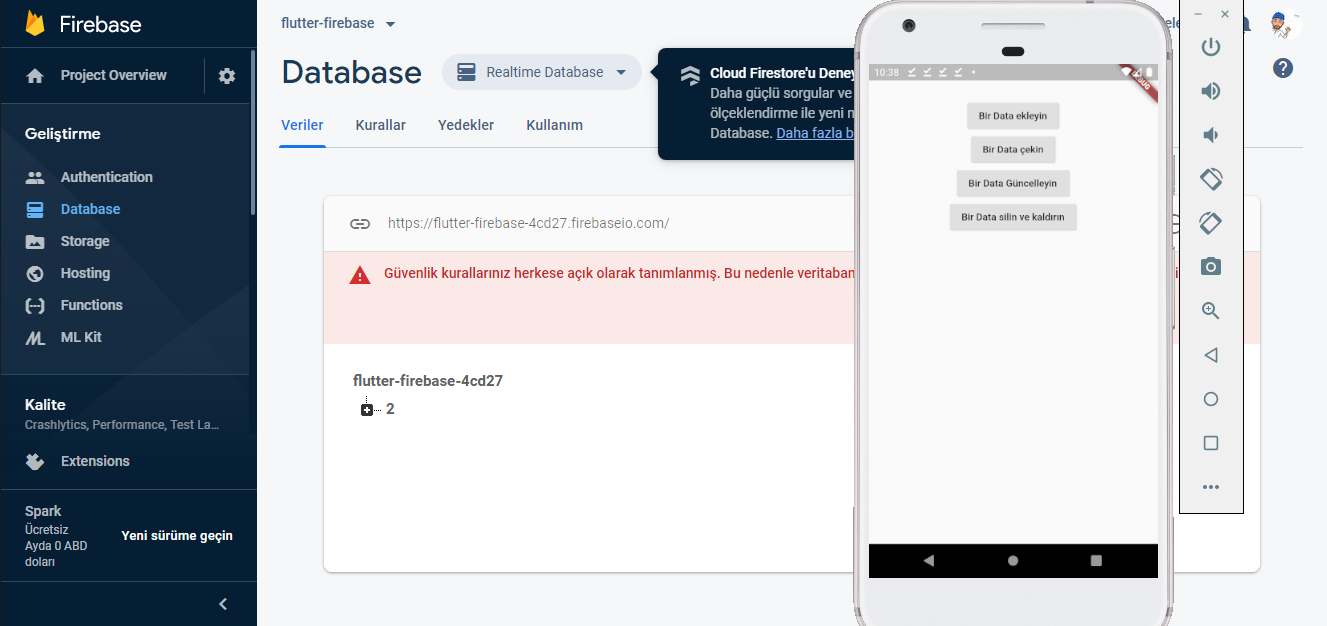 Firebase
Project Overview
Geliştirme
Authentication
Database
Storage
Hosting
Functions
ML Kit
Kalite
Crashlytics, Performance, Test La...
Extensions
Spark
Ücretsiz
Ayda 0 ABD
doları
Yeni sürüme geçin
flutter-firebase
Database
Realtime Database
Cloud Firestore'u Deney
Daha güçlü sorgular ve
ölçeklendirme ile yeni n
Database. Daha fazla b
Veriler
Kurallar
Yedekler
Kullanım
https://flutter-firebase-4cd27.firebaseio.com/
Güvenlik kurallarınız herkese açık olarak tanımlanmış. Bu nedenle veritaban
flutter-firebase-4cd27
2
10:38
Bir Data ekleyin
Bir Data çekin
Bir Data Güncelleyin
Bir Data silin ve kaldırın